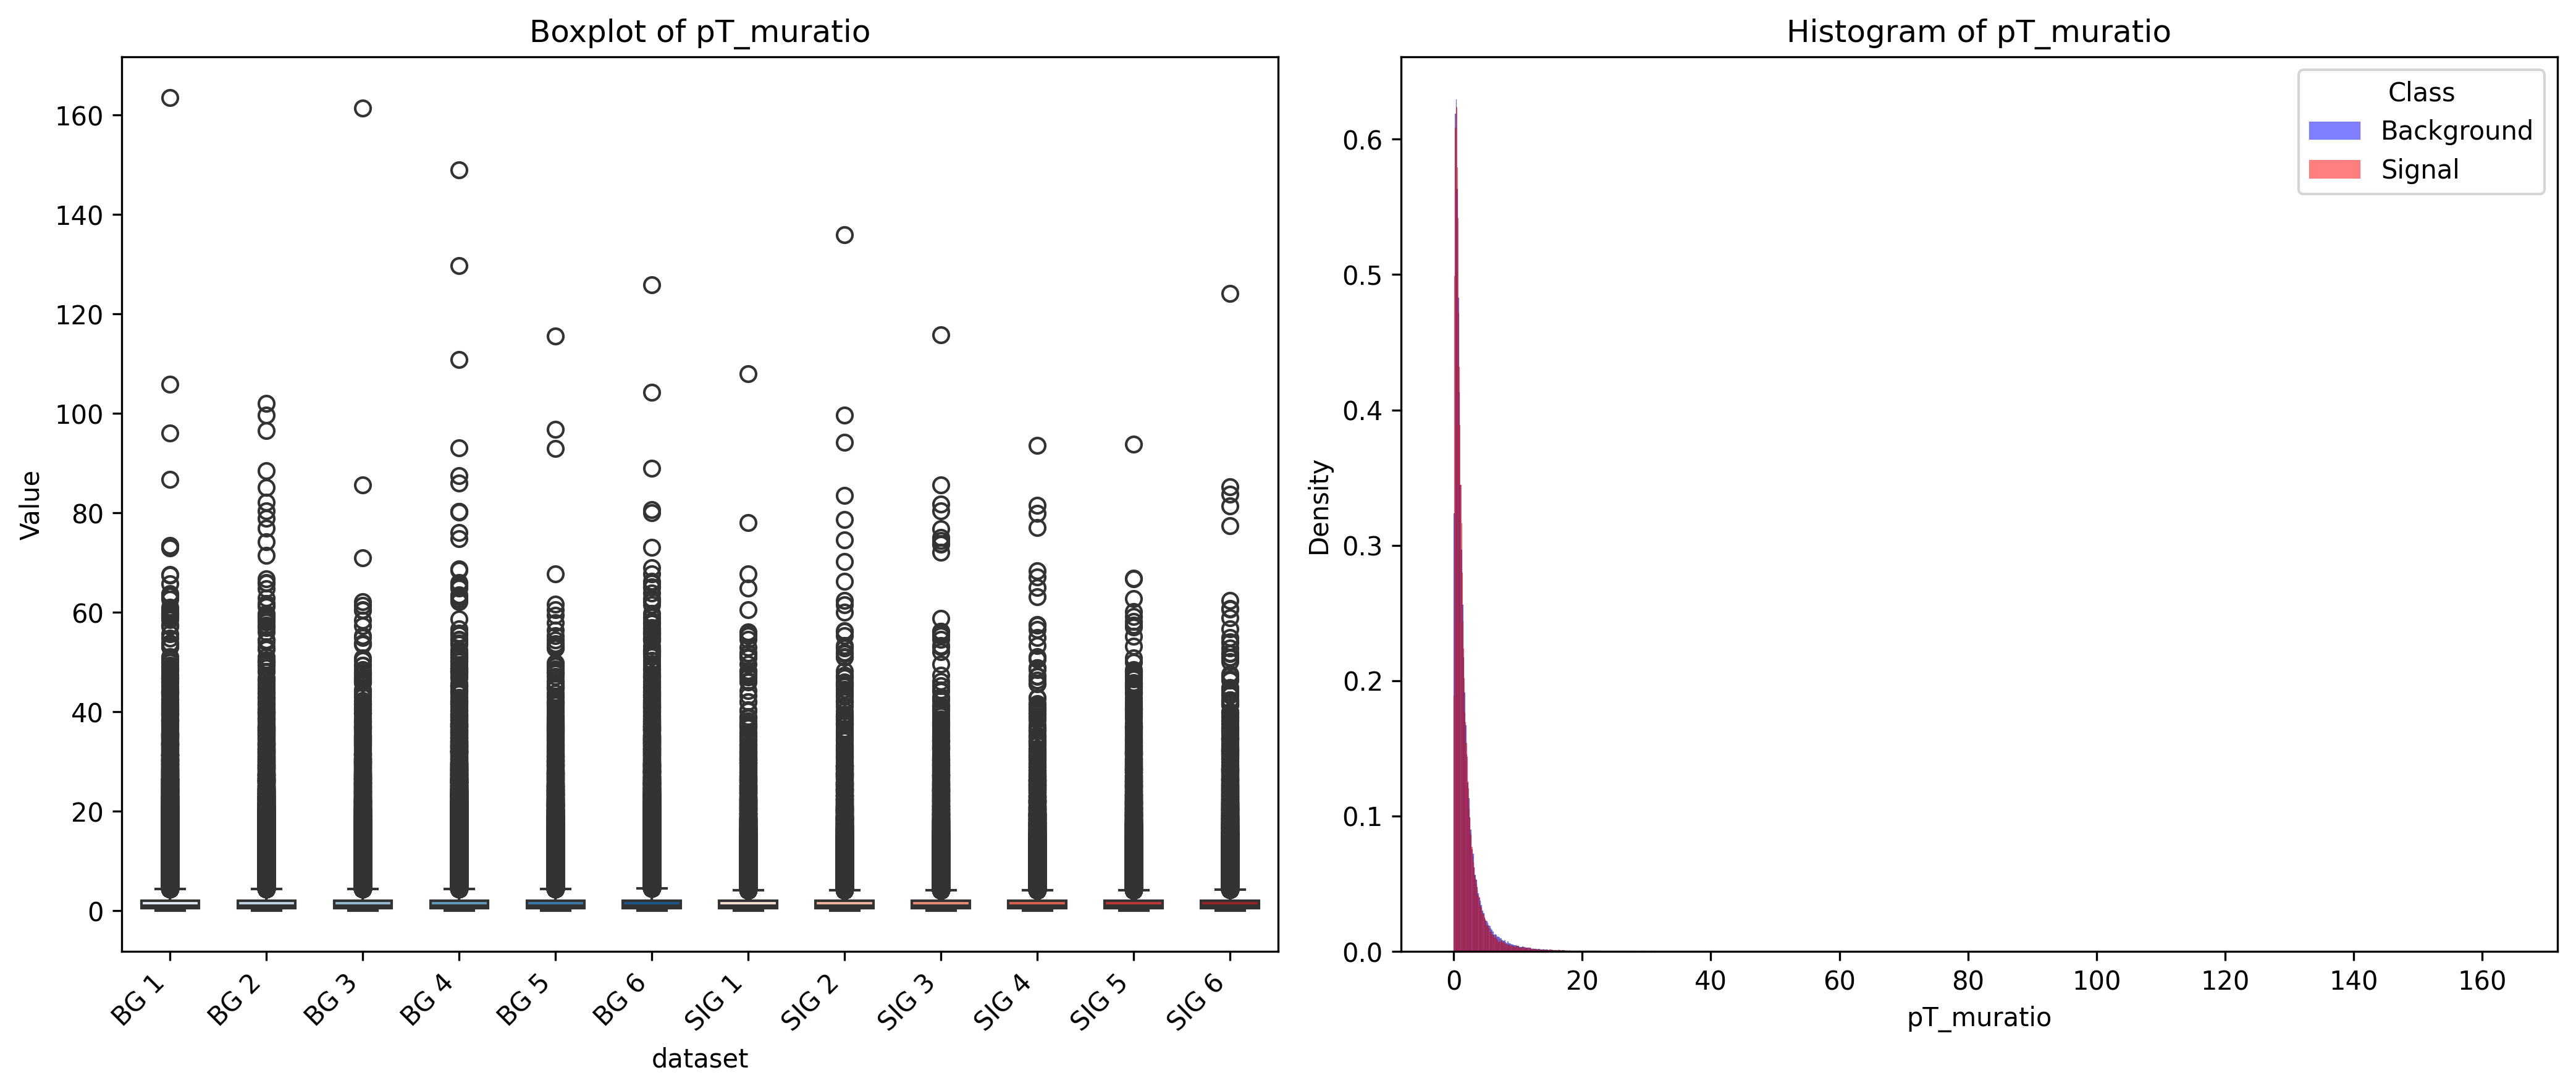 Boxplot of pT_muratio
Value
160
140
120
100
80
60
40
20
0
BG 1
BG 2
BG 3
BG 4
BG 5
BG 6
SIG 1
SIG 2
SIG 3
SIG 4
SIG 5
SIG 6
dataset
Histogram of pT_muratio
Class
Background
Signal
Density
0.6
0.5
0.4
0.3
0.2
0.1
0.0
0
20
40
60
80
100
120
140
160
pT_muratio